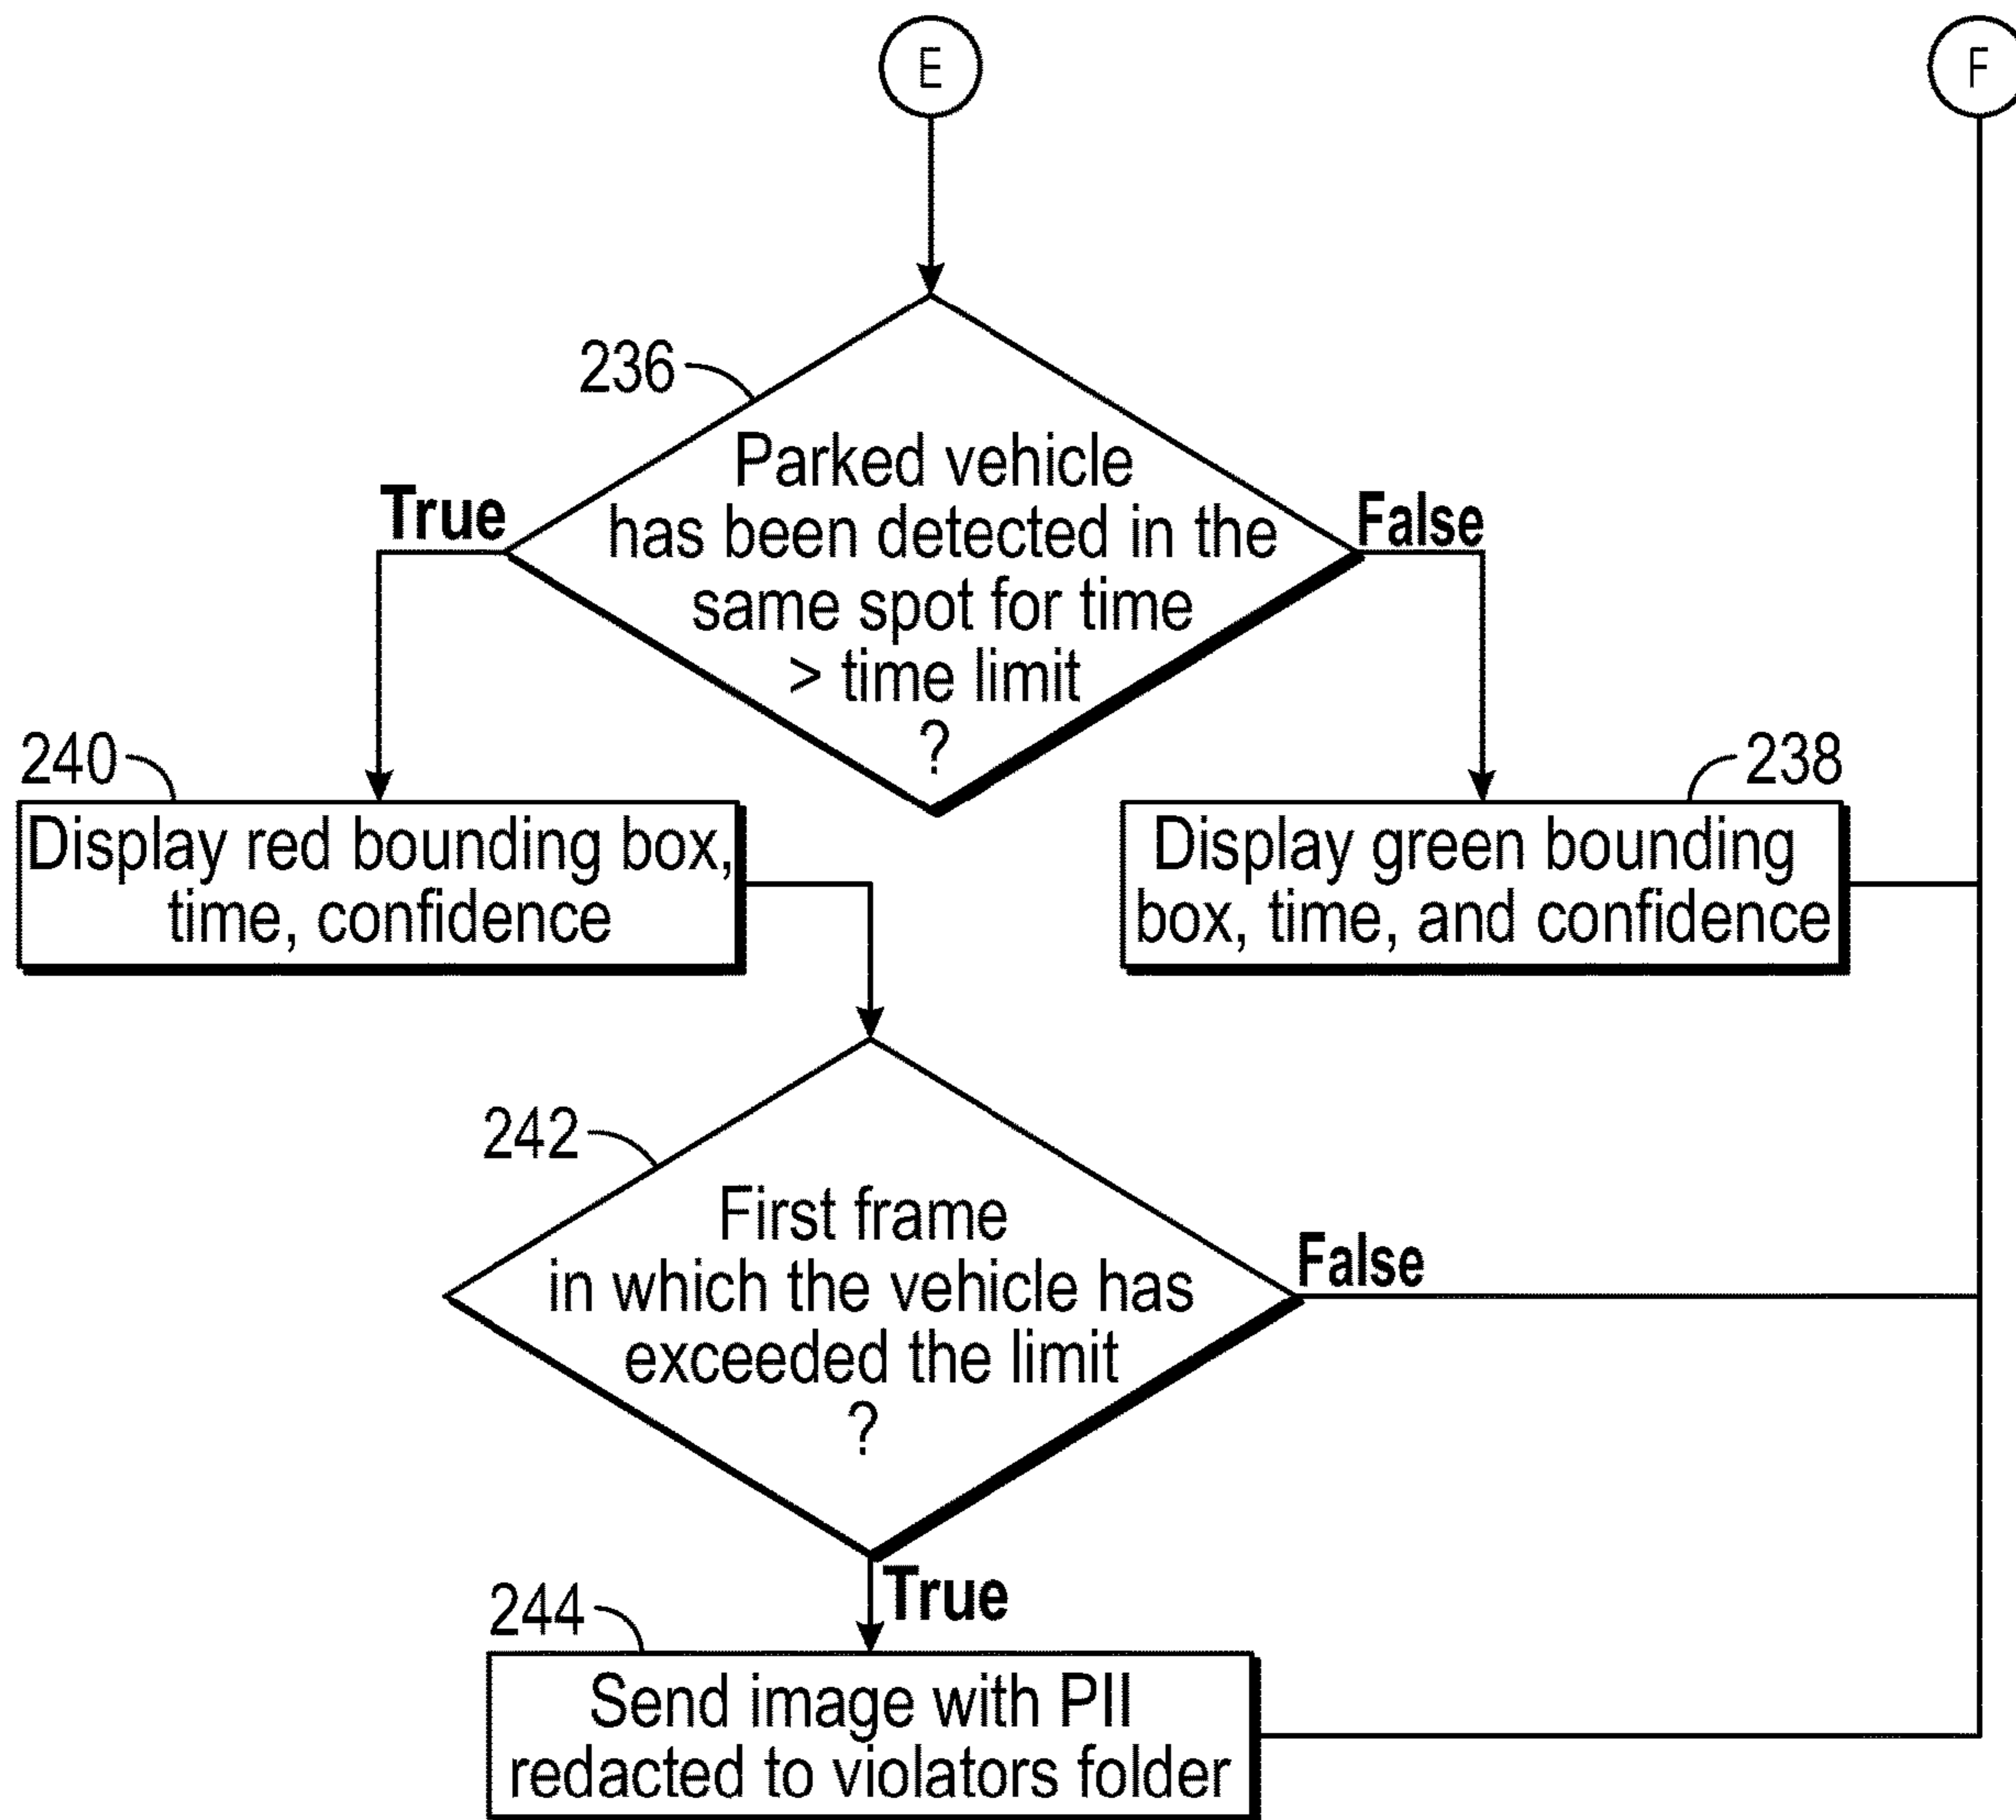 E
F
236
Parked vehicle
has been detected in the
same spot for time
> time limit
?
True
False
240
Display red bounding box,
time, confidence
238
Display green bounding
box, time, and confidence
242
First frame
in which the vehicle has
exceeded the limit
?
False
True
244
Send image with PII
redacted to violators folder